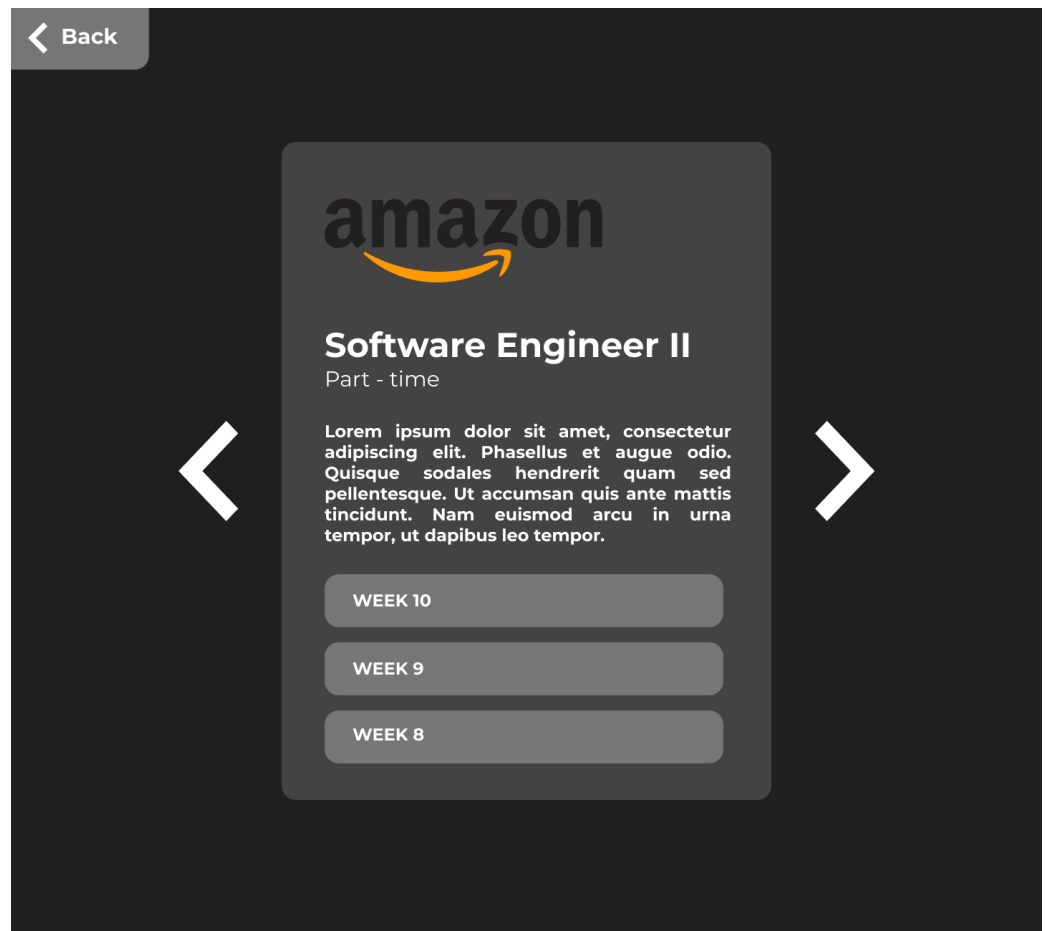 Back
amazon
Software Engineer II
Part - time
Lorem ipsum dolor sit amet, consectetur
adipiscing elit. Phasellus et augue odio.
Quisque sodales hendrerit quam sed
pellentesque. Ut accumsan quis ante mattis
tincidunt. Nam euismod arcu in urna
tempor, ut dapibus leo tempor.
WEEK 10
WEEK 9
WEEK 8